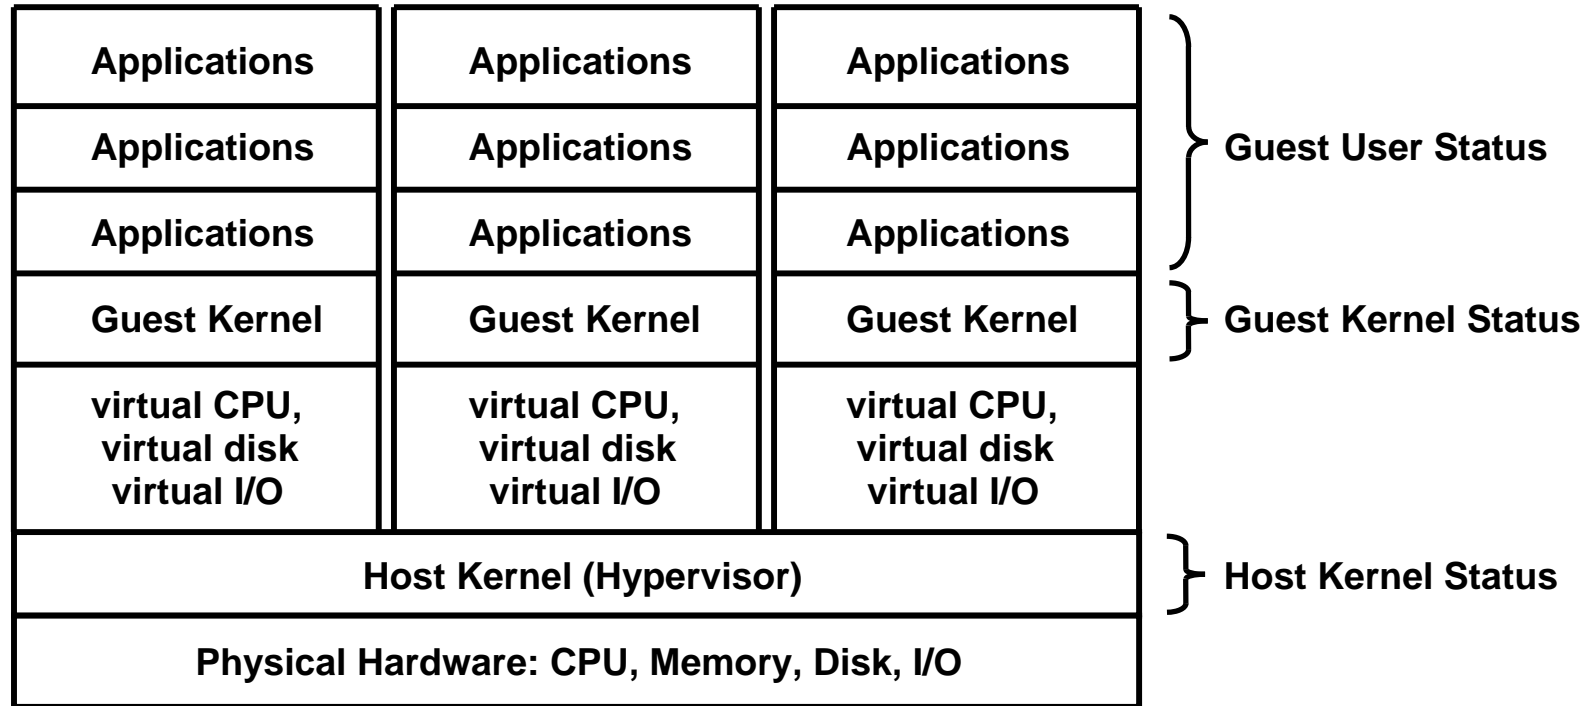 Applications
Applications
Applications
Applications
Applications
Applications
Guest User Status
Applications
Applications
Applications
Guest Kernel
Guest Kernel
Guest Kernel
Guest Kernel Status
virtual CPU,
virtual disk
virtual I/O
virtual CPU,
virtual disk
virtual I/O
virtual CPU,
virtual disk
virtual I/O
Host Kernel (Hypervisor)
Host Kernel Status
Physical Hardware: CPU, Memory, Disk, I/O